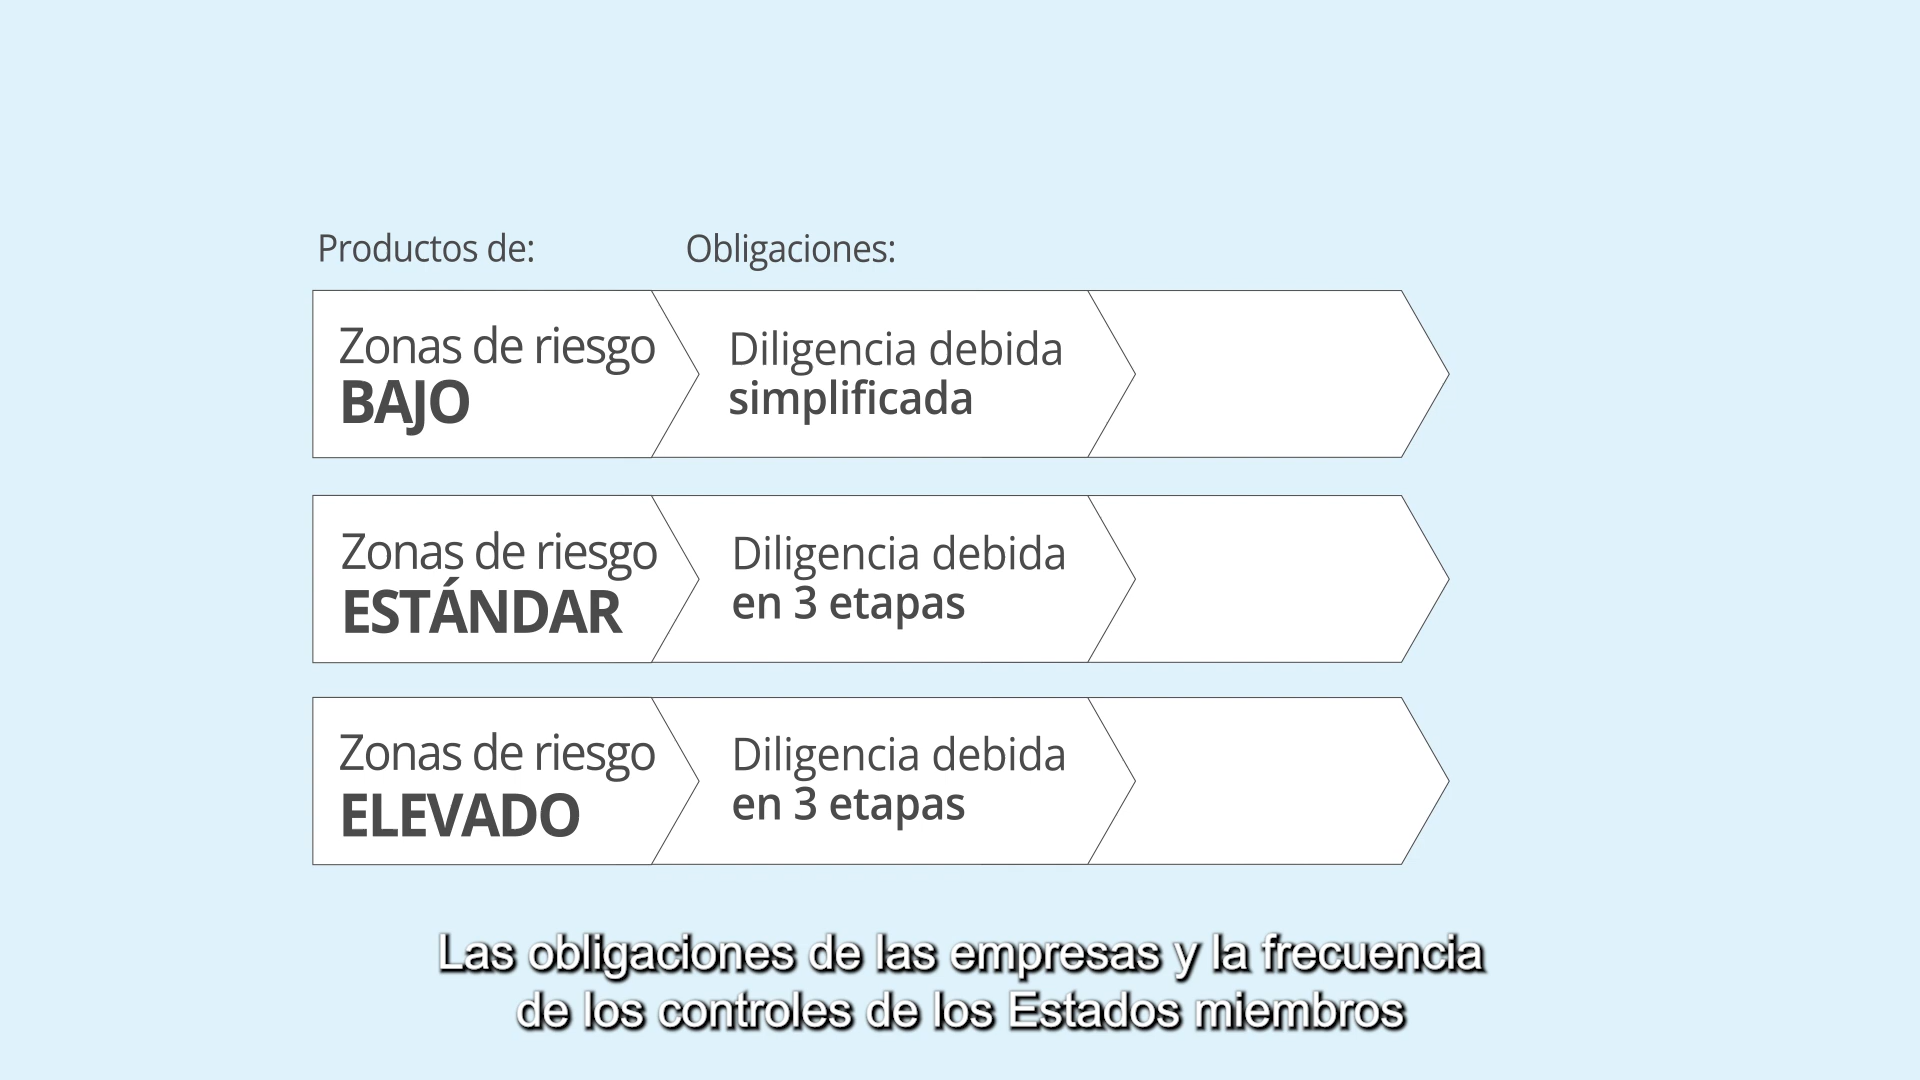 Productos de:
Obligaciones:
Zonas de riesgo
BAJO
Diligencia debida
simplificada
Zonas de riesgo
ESTÁNDAR
Diligencia debida
en 3 etapas
Zonas de riesgo
ELEVADO
Diligencia debida
en 3 etapas
Las obligaciones de las empresas y la frecuencia
de los controles de los Estados miembros